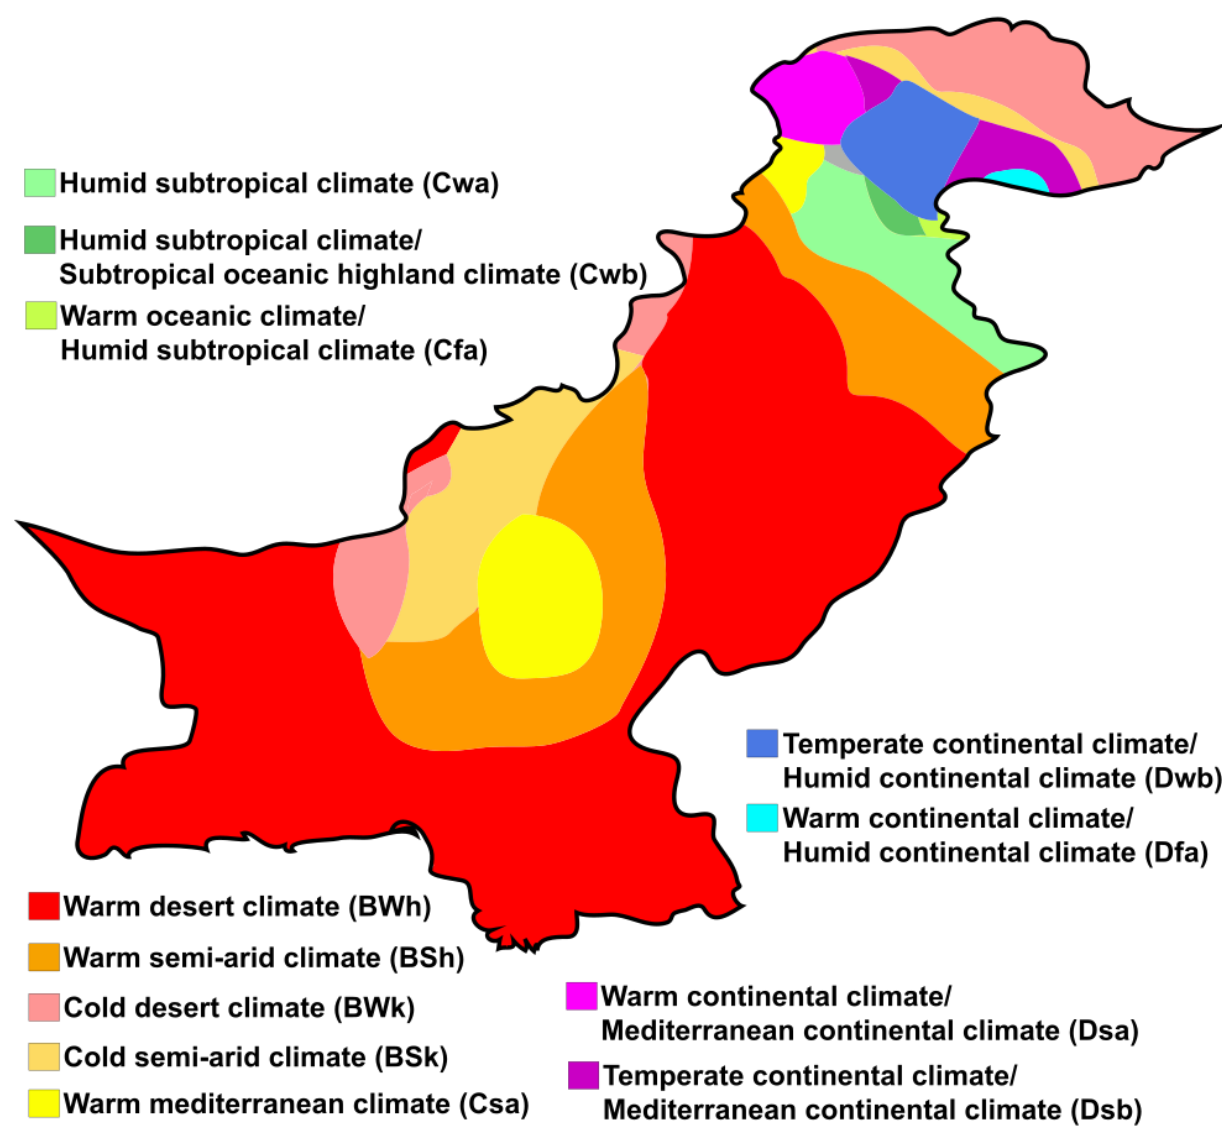 Humid subtropical climate (Cwa)
Humid subtropical climate/
Subtropical oceanic highland climate (Cwb)
Warm oceanic climate/
Humid subtropical climate (Cfa)
Temperate continental climate/
Humid continental climate (Dwb)
Warm continental climate/
Humid continental climate (Dfa)
Warm desert climate (BWh)
Warm semi-arid climate (BSh)
Cold desert climate (BWk)
Cold semi-arid climate (BSk)
Warm mediterranean climate (Csa)
Warm continental climate/
Mediterranean continental climate (Dsa)
Temperate continental climate/
Mediterranean continental climate (Dsb)